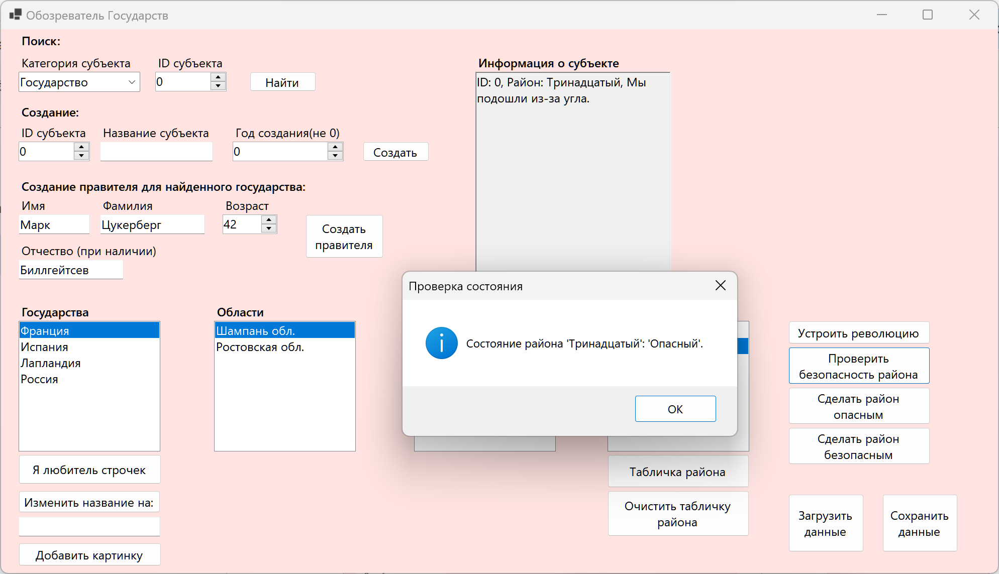 Обозреватель Государств
Поиск:
Категория субъекта
ID субъекта
Государство
0
Найти
Создание:
ID субъекта
Название субъекта
Год создания(не 0)
0
0
Создать
Создание правителя для найденного государства:
Имя
Фамилия
Возраст
Марк
Цукерберг
42
Создать
правителя
Отчество (при наличии)
Биллгейтсев
Информация о субъекте
ID: 0, Район: Тринадцатый, Мы
подошли из-за угла.
Государства
Франция
Испания
Лапландия
Россия
Области
Шампань обл.
Ростовская обл.
Проверка состояния
Состояние района 'Тринадцатый': 'Опасный'.
OK
Устроить революцию
Проверить
безопасность района
Сделать район
опасным
Сделать район
безопасным
Я любитель строчек
Изменить название на:
Добавить картинку
Табличка района
Очистить табличку
района
Загрузить
данные
Сохранить
данные